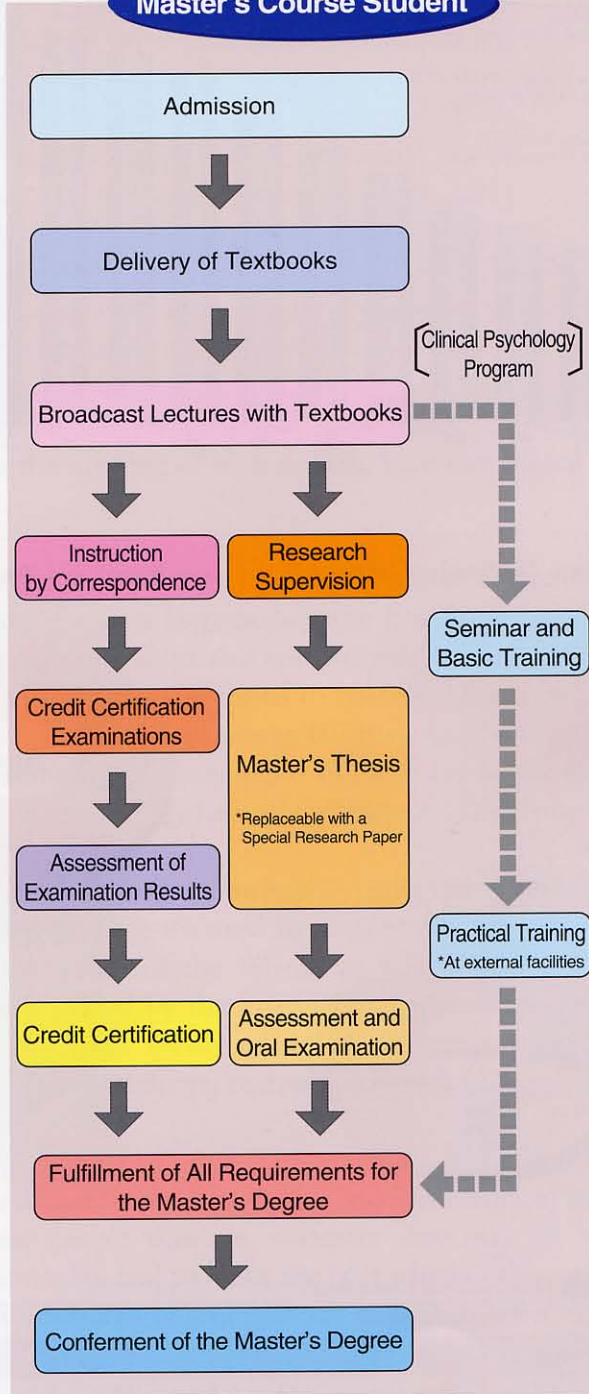 Master's Course Student
Admission
Delivery of Textbooks
[Clinical Psychology
Program]
Broadcast Lectures with Textbooks
Instruction
by Correspondence
Research
Supervision
Seminar and
Basic Training
Credit Certification
Examinations
Master's Thesis
*Replaceable with a
Special Research Paper
Assessment of
Examination Results
Practical Training
*At external facilities
Credit Certification
Assessment and
Oral Examination
Fulfillment of All Requirements for
the Master's Degree
Conferment of the Master's Degree